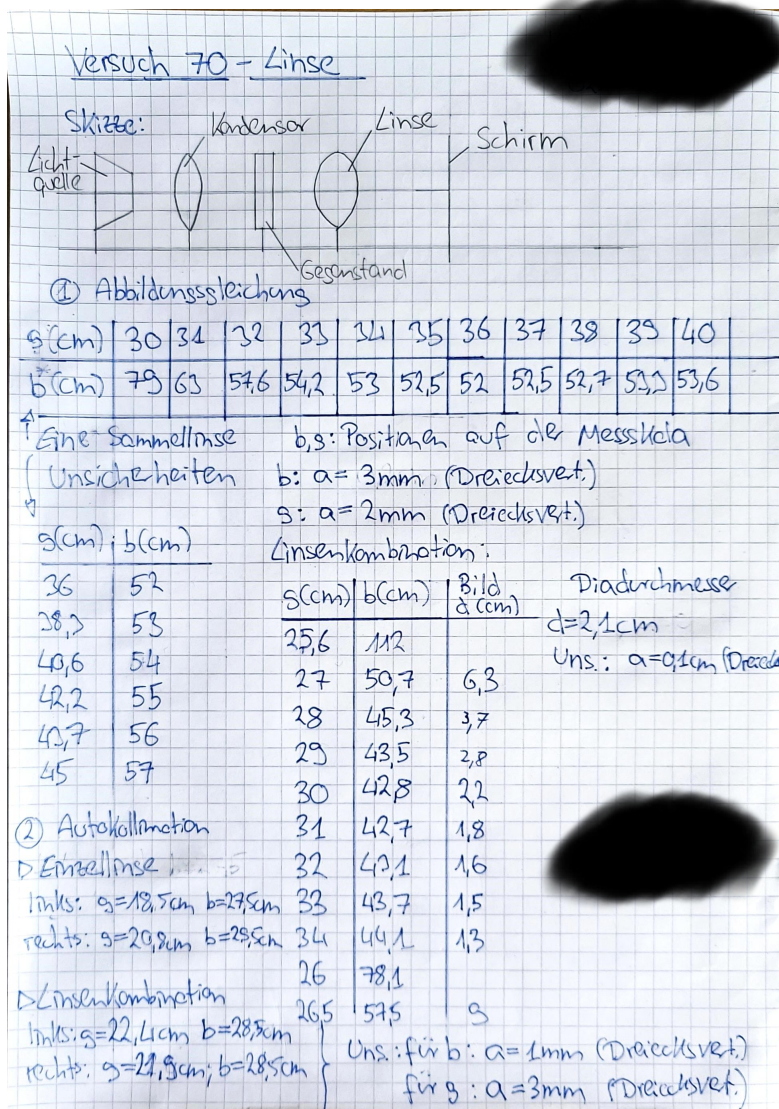 Versuch 70 - Linse
Skizze:
Kondensor
Linse
Schirm
Licht-
quelle
Gegenstand
① Abbildungsgleichung
g(cm) 30 31 32 33 34 35 36 37 38 39 40
b(cm) 79 63 57,6 54,2 53 52,5 52 52,5 52,7 53,6
Eine Sammellinse
b,g: Positionen auf der Messskala
Unsicherheiten
b: a = 3mm (Dreiecksvert.)
g: a = 2mm (Dreiecksvert.)
g(cm) b(cm)
36 52
38,3 53
40,6 54
42,2 55
43,7 56
45 57
Linsenkombination:
g(cm) b(cm) Bild d (cm)
25,6 112
27 50,7 6,3
28 45,3 3,7
29 43,5 2,8
30 42,8 2,2
31 42,7 1,8
32 43,1 1,6
33 43,7 1,5
34 44,1 1,3
26 78,1
26,5 57,5 9
Diadurchmesser
d=2,1cm
Uns.: a=0,1cm
② Autokollimation
▷ Einzellinse
links: g=18,5cm b=27,5cm
rechts: g=20,8cm b=29,5cm
▷ Linsenkombination
links: g=22,4cm b=28,5cm
rechts: g=21,9cm; b=28,5cm
Uns.: für b: a = 1mm (Dreiecksvert.)
für g: a = 3mm (Dreiecksvert.)